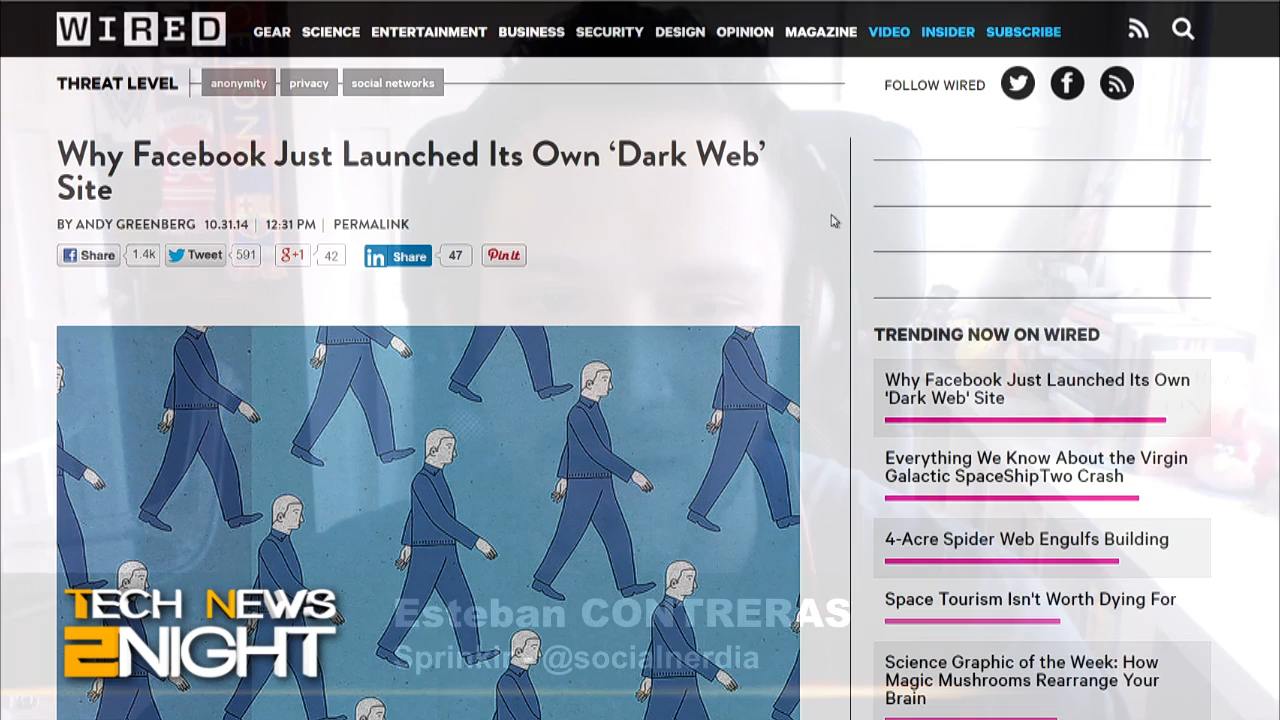 WIRED
GEAR SCIENCE ENTERTAINMENT BUSINESS SECURITY DESIGN OPINION MAGAZINE VIDEO INSIDER SUBSCRIBE
THREAT LEVEL anonymity privacy social networks
FOLLOW WIRED
Why Facebook Just Launched Its Own ‘Dark Web’
Site
BY ANDY GREENBERG 10.31.14 | 12:31 PM | PERMALINK
Share 1.4k Tweet 591 g+1 42 in Share 47 Pin it
TRENDING NOW ON WIRED
Why Facebook Just Launched Its Own
'Dark Web' Site
Everything We Know About the Virgin
Galactic SpaceShipTwo Crash
4-Acre Spider Web Engulfs Building
Space Tourism Isn't Worth Dying For
Science Graphic of the Week: How
Magic Mushrooms Rearrange Your
Brain
TECH NEWS
2NIGHT
Esteban CONTRERAS
@socialnerdia